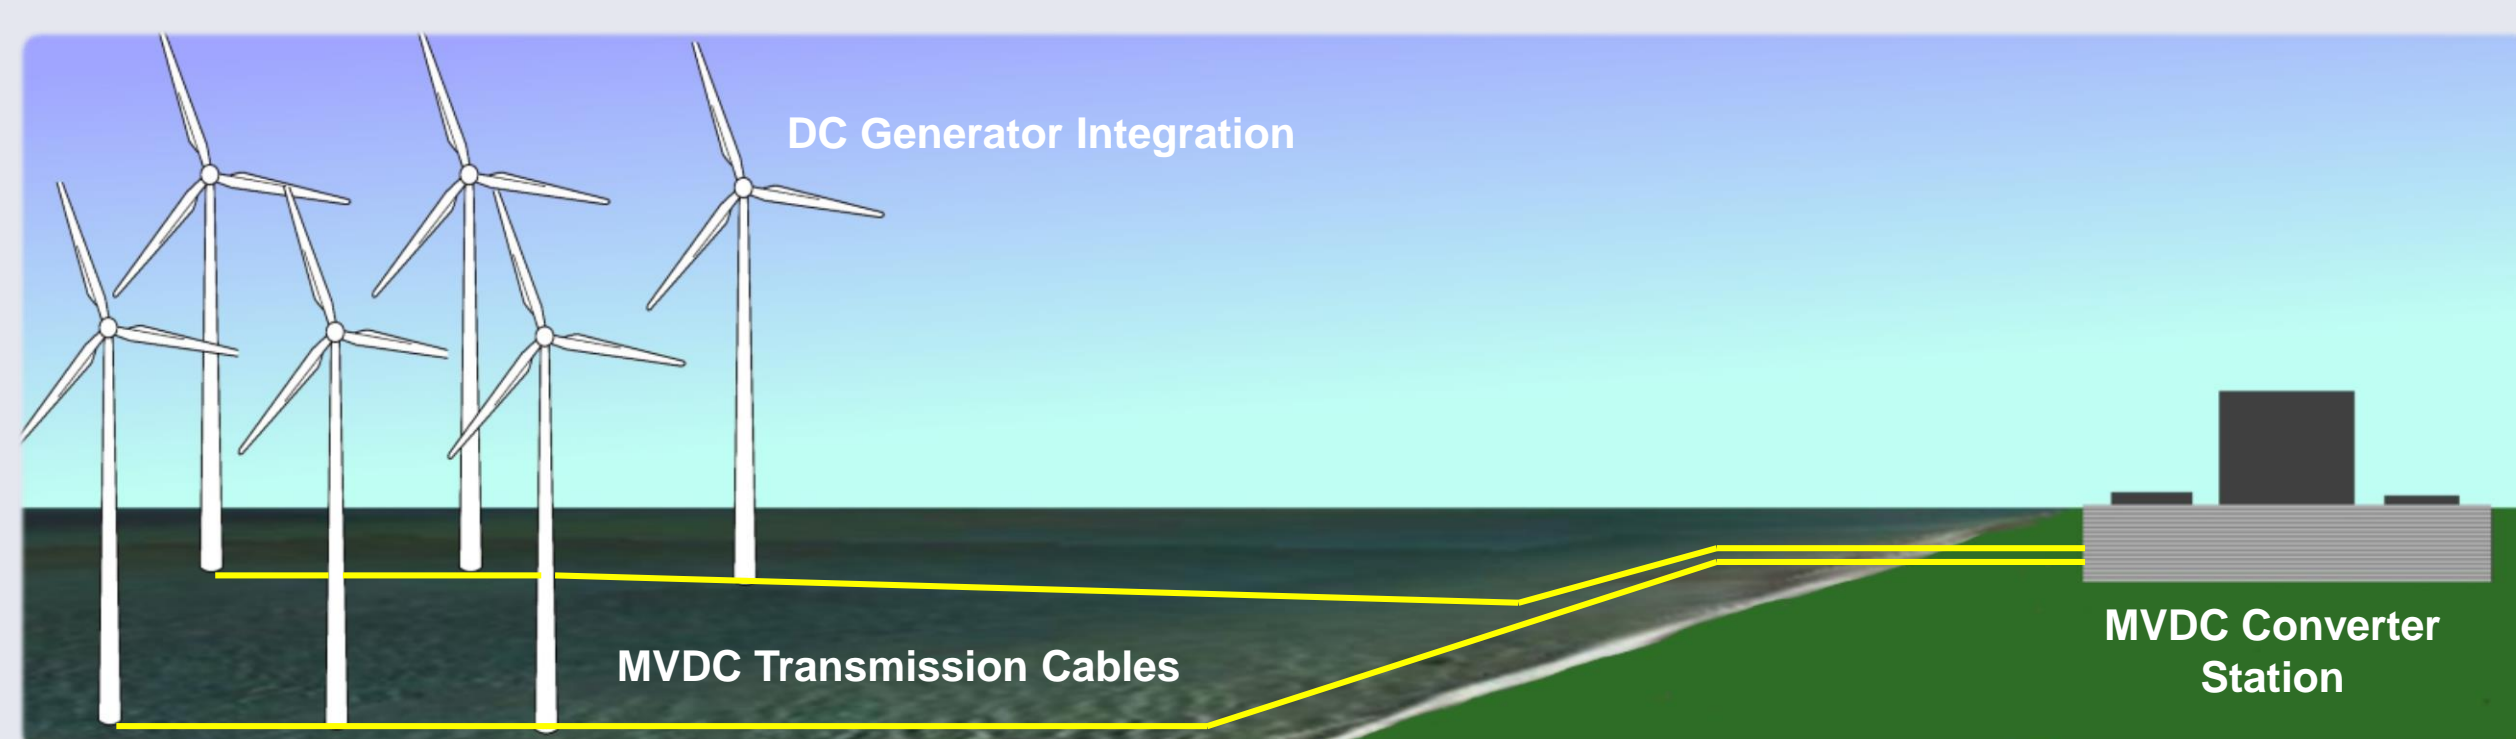 DC Generator Integration
MVDC Transmission Cables
MVDC Converter
Station